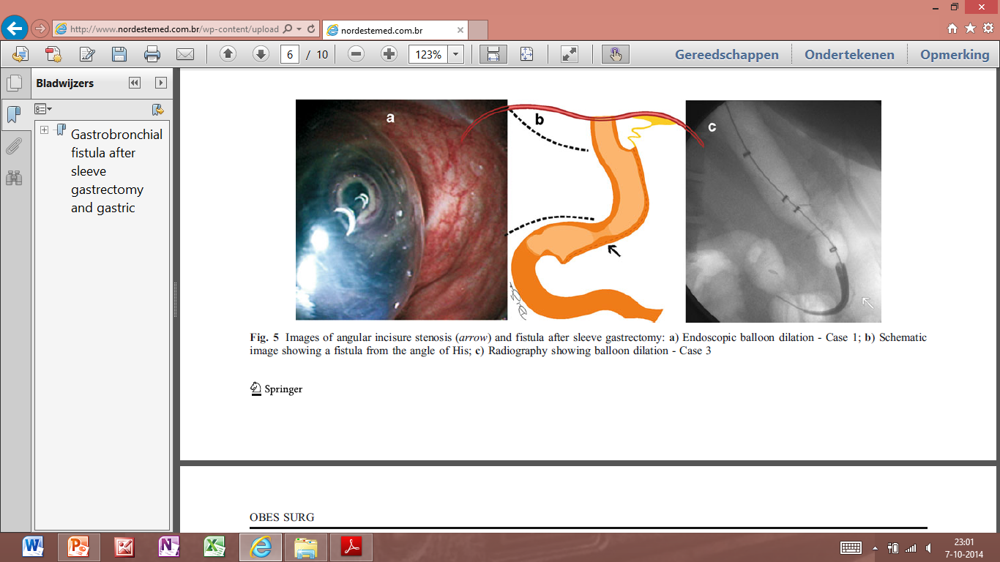 http://www.nordestemed.com.br/wp-content/upload
nordestemed.com.br
6 / 10
123%
Gereedschappen
Ondertekenen
Opmerking
Bladwijzers
Gastrobronchial
fistula after
sleeve
gastrectomy
and gastric
a
b
c
Fig. 5 Images of angular incisure stenosis (arrow) and fistula after sleeve gastrectomy: a) Endoscopic balloon dilation - Case 1; b) Schematic
image showing a fistula from the angle of His; c) Radiography showing balloon dilation - Case 3
Springer
OBES SURG
23:01
7-10-2014